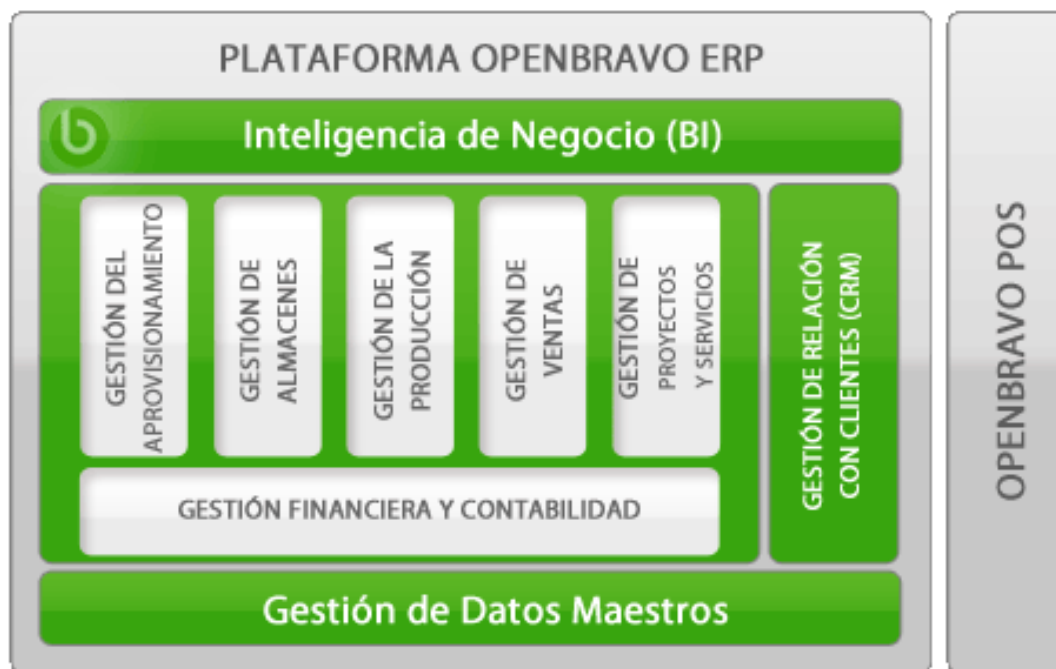 PLATAFORMA OPENBRAVO ERP
Inteligencia de Negocio (BI)
GESTIÓN DEL
APROVISIONAMIENTO
GESTIÓN DE
ALMACENES
GESTIÓN DE LA
PRODUCCIÓN
GESTIÓN DE
VENTAS
GESTIÓN DE
PROYECTOS
Y SERVICIOS
GESTIÓN DE RELACIÓN
CON CLIENTES (CRM)
GESTIÓN FINANCIERA Y CONTABILIDAD
Gestión de Datos Maestros
OPENBRAVO POS